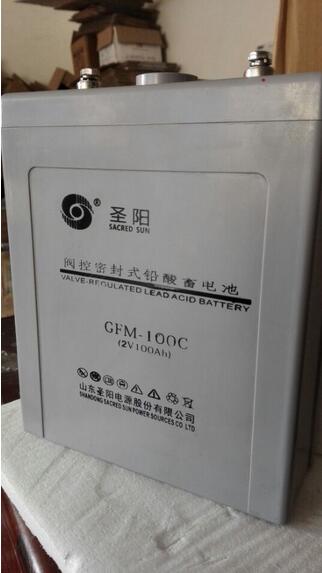 ® 圣阳
SACRED SUN
阀控密封式铅酸畜电池
VALVE-REGULATED LEAD ACID BATTERY
GFM-100C
(2V100Ah)
山东圣阳电源股份有限公司
SHANDONG SACRED SUN POWER SOURCES CO LTD